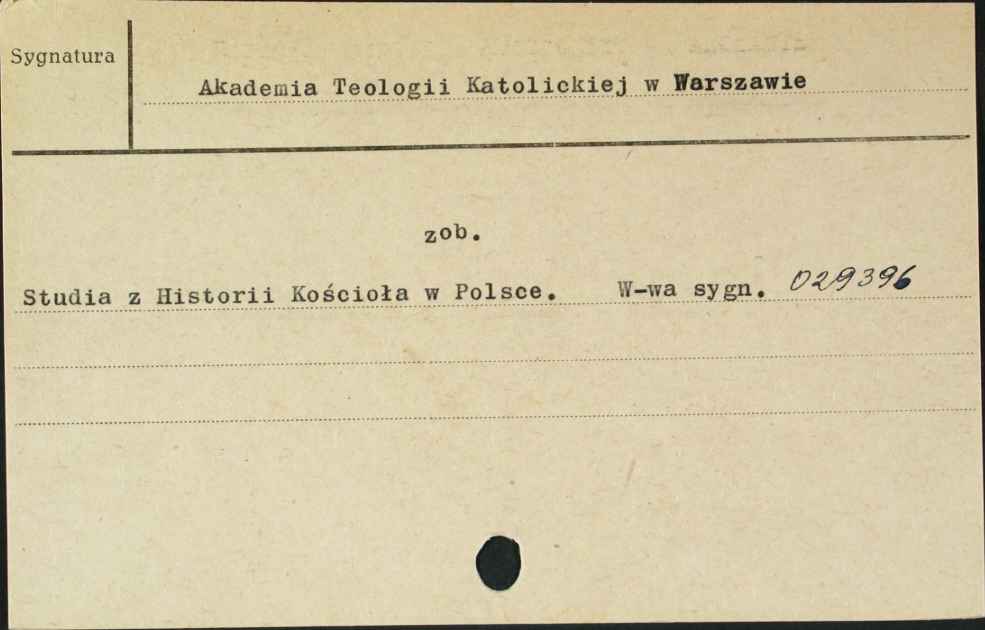 Sygnatura
Akademia Teologii Katolickiej w Warszawie
zob.
Studia z Historii Kościoła w Polsce. W-wa sygn. 029396